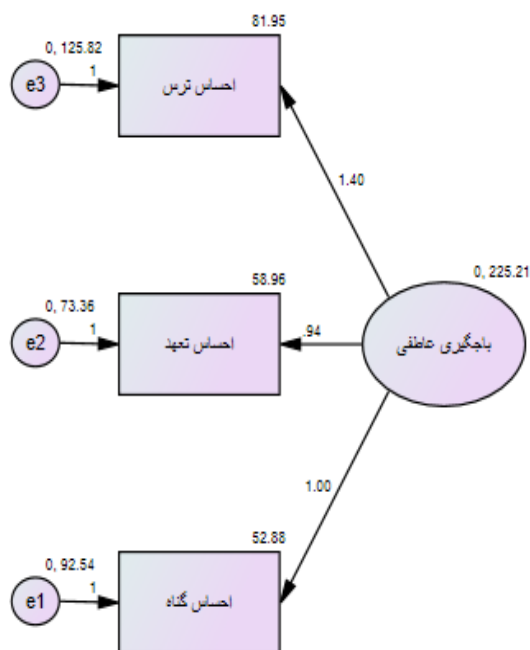 81.95
0, 125.82
e3
1
احساس ترس
1.40
58.96
0, 225.21
0, 73.36
e2
1
احساس تعهد
.94
باجگیری عاطفی
1.00
52.88
0, 92.54
e1
1
احساس گناه